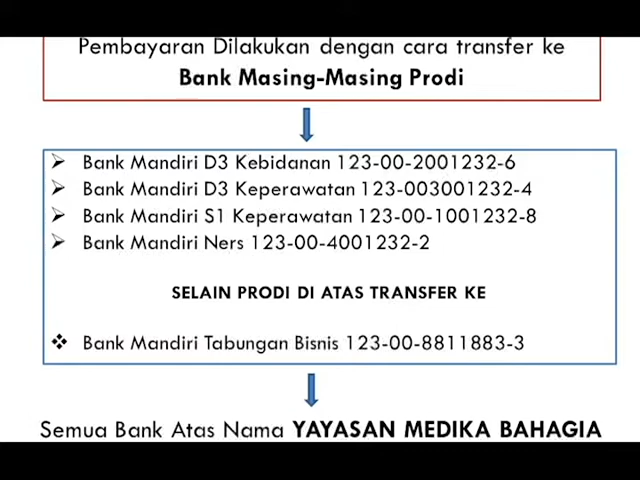 Pembayaran Dilakukan dengan cara transfer ke
Bank Masing-Masing Prodi
Bank Mandiri D3 Kebidanan 123-00-2001232-6
Bank Mandiri D3 Keperawatan 123-003001232-4
Bank Mandiri S1 Keperawatan 123-00-1001232-8
Bank Mandiri Ners 123-00-4001232-2
SELAIN PRODI DI ATAS TRANSFER KE
Bank Mandiri Tabungan Bisnis 123-00-8811883-3
Semua Bank Atas Nama YAYASAN MEDIKA BAHAGIA